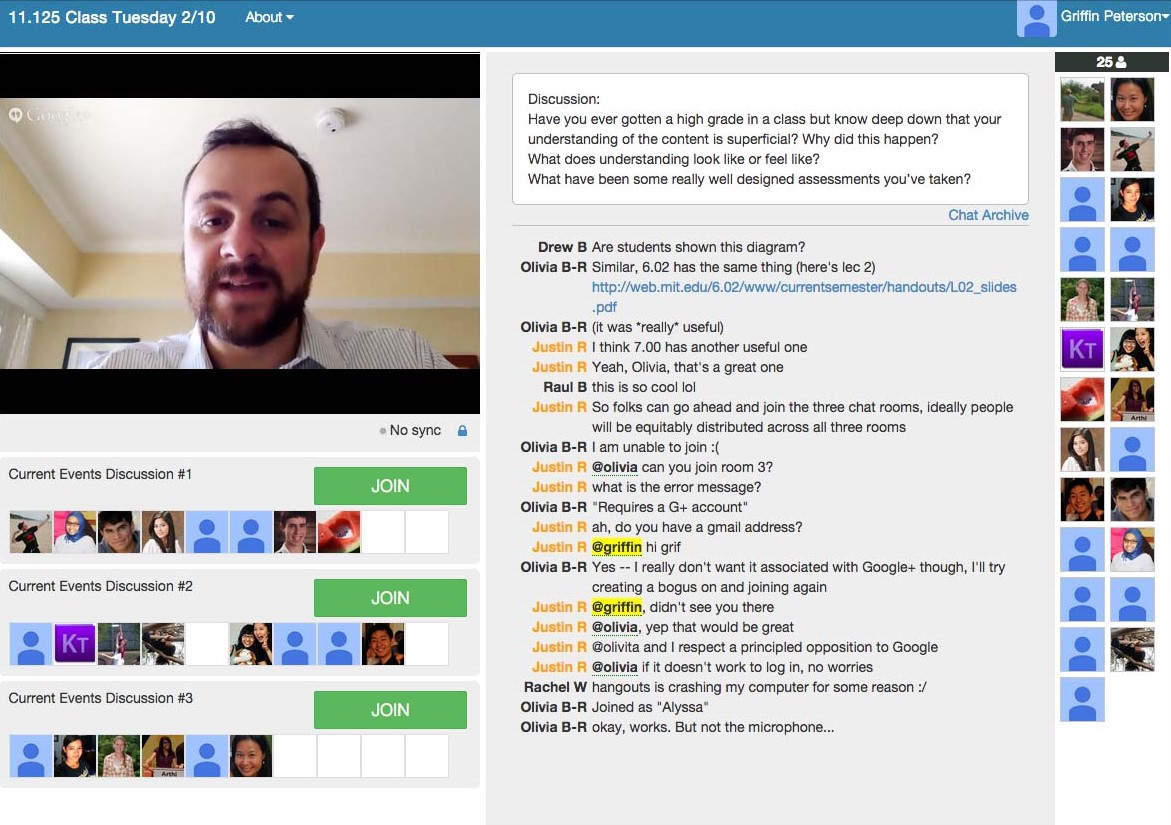 11.125 Class Tuesday 2/10
About
Griffin Peterson
25
Google+
No sync
Current Events Discussion #1
JOIN
Current Events Discussion #2
JOIN
KT
Current Events Discussion #3
JOIN
Arthi
Discussion:
Have you ever gotten a high grade in a class but know deep down that your
understanding of the content is superficial? Why did this happen?
What does understanding look like or feel like?
What have been some really well designed assessments you've taken?
Chat Archive
Drew B Are students shown this diagram?
Olivia B-R Similar, 6.02 has the same thing (here's lec 2)
http://web.mit.edu/6.02/www/currentsemester/handouts/L02_slides
.pdf
Olivia B-R (it was *really* useful)
Justin R I think 7.00 has another useful one
Justin R Yeah, Olivia, that's a great one
Raul B this is so cool lol
Justin R So folks can go ahead and join the three chat rooms, ideally people
will be equitably distributed across all three rooms
Olivia B-R I am unable to join :(
Justin R @olivia can you join room 3?
Justin R what is the error message?
Olivia B-R "Requires a G+ account"
Justin R ah, do you have a gmail address?
Justin R @griffin hi grif
Olivia B-R Yes -- I really don't want it associated with Google+ though, I'll try
creating a bogus on and joining again
Justin R @griffin, didn't see you there
Justin R @olivia, yep that would be great
Justin R @olivita and I respect a principled opposition to Google
Justin R @olivia if it doesn't work to log in, no worries
Rachel W hangouts is crashing my computer for some reason :/
Olivia B-R Joined as "Alyssa"
Olivia B-R okay, works. But not the microphone...
KT
Arthi